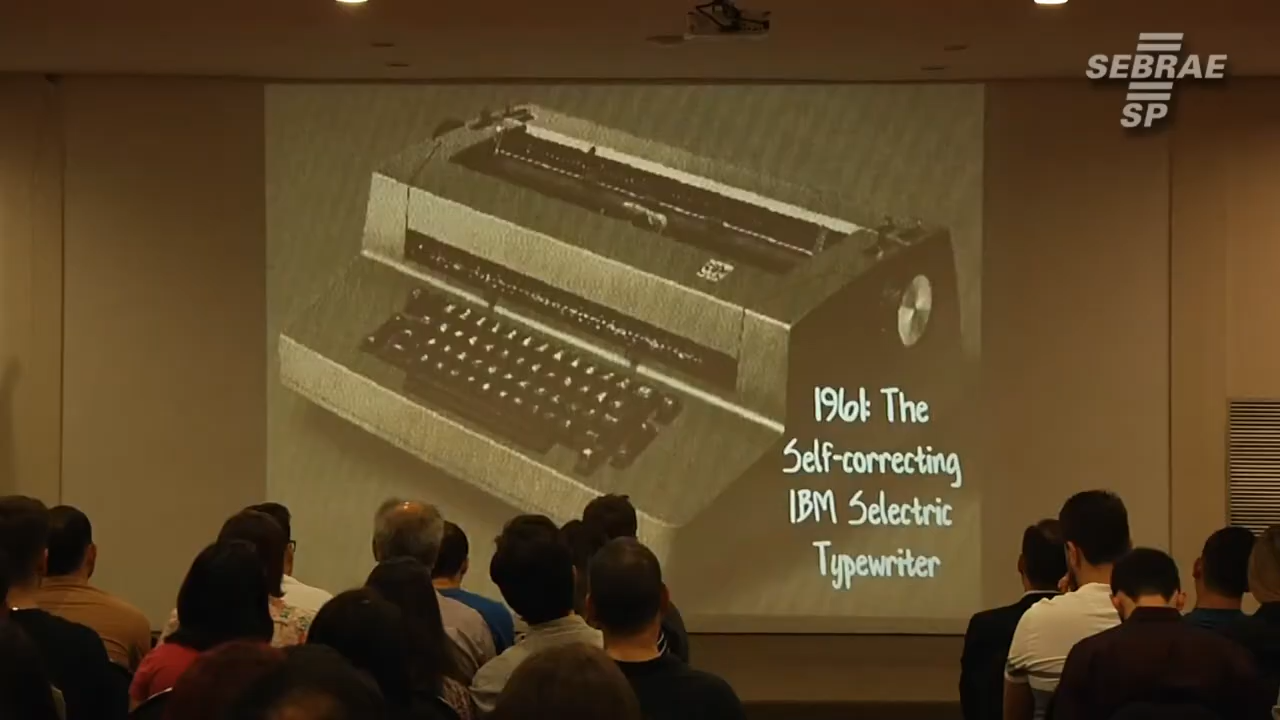 SEBRAE
SP
1961: The
Self-correcting
IBM Selectric
Typewriter